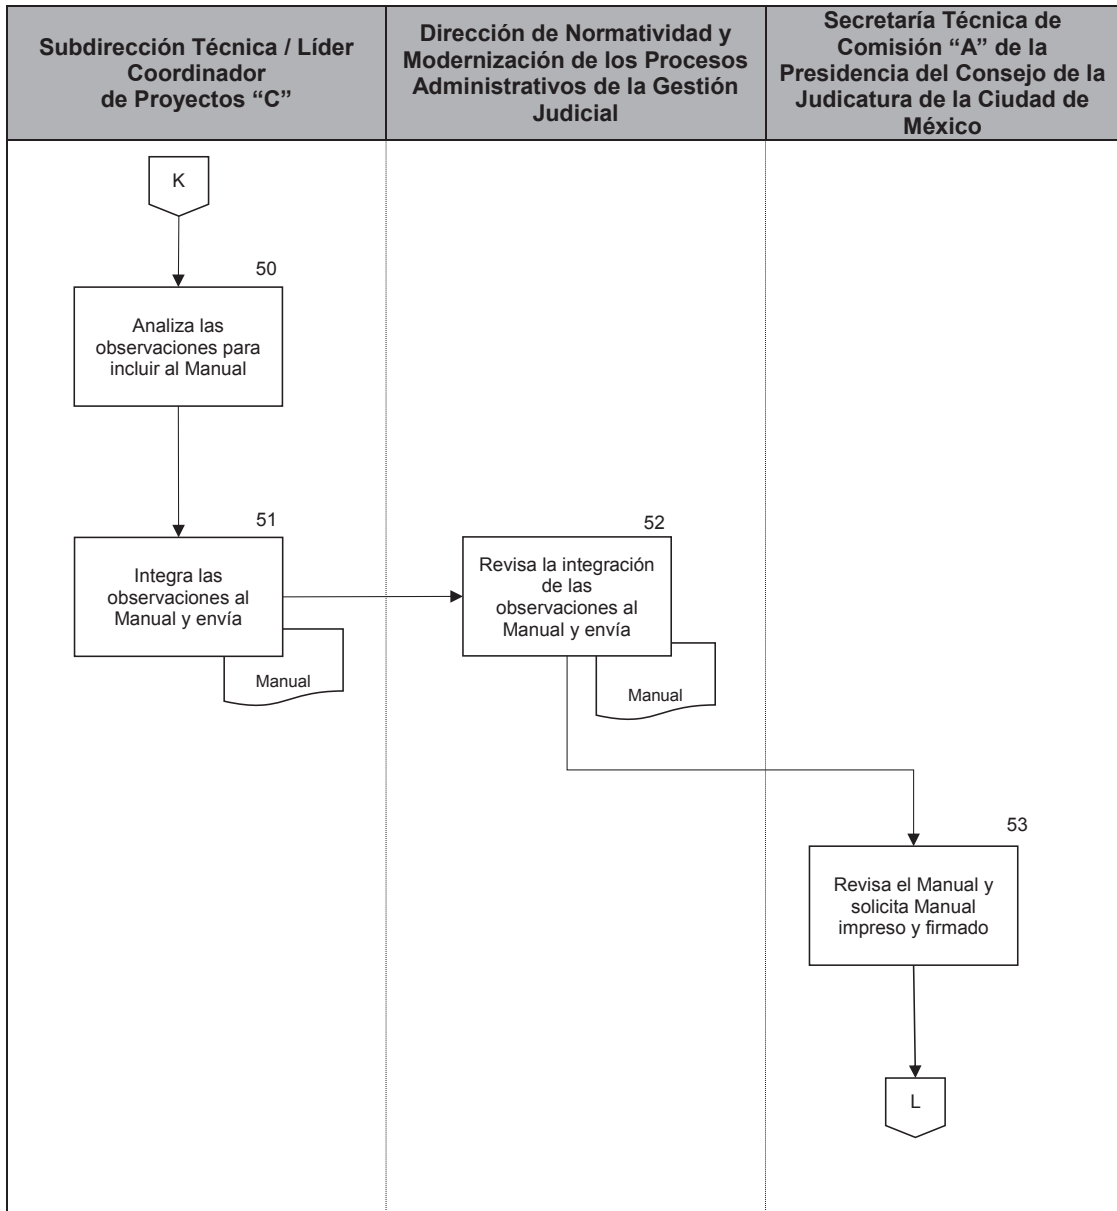 Subdirección Técnica / Líder
Coordinador
de Proyectos “C”
Dirección de Normatividad y
Modernización de los Procesos
Administrativos de la Gestión
Judicial
Secretaría Técnica de
Comisión “A” de la
Presidencia del Consejo de la
Judicatura de la Ciudad de
México
K
50
Analiza las
observaciones para
incluir al Manual
51
Integra las
observaciones al
Manual y envía
Manual
52
Revisa la integración
de las
observaciones al
Manual y envía
Manual
53
Revisa el Manual y
solicita Manual
impreso y firmado
L